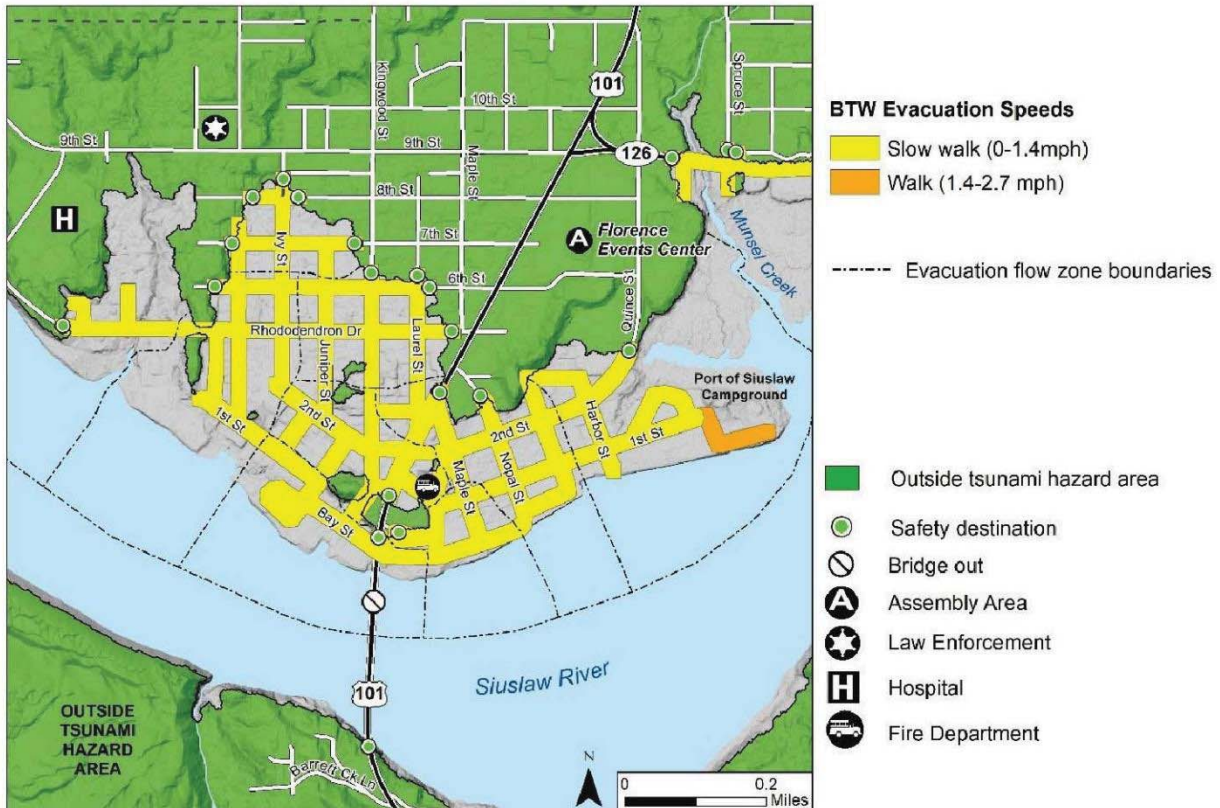 101
Kingwood St
Spruce St
10th St
9th St
9th St
126
Maple St
8th St
H
7th St
A
Florence
Events Center
Munsel Creek
Ivy St
6th St
Quince St
Rhododendron Dr
Laurel St
Juniper St
Port of Siuslaw
Campground
1st St
2nd St
2nd St
1st St
Harbor St
Nopal St
Maple St
Bay St
Siuslaw River
101
OUTSIDE
TSUNAMI
HAZARD
AREA
Barrett Ck Ln
N
0 0.2
Miles
BTW Evacuation Speeds
Slow walk (0-1.4mph)
Walk (1.4-2.7 mph)
Evacuation flow zone boundaries
Outside tsunami hazard area
Safety destination
Bridge out
A Assembly Area
Law Enforcement
H Hospital
Fire Department